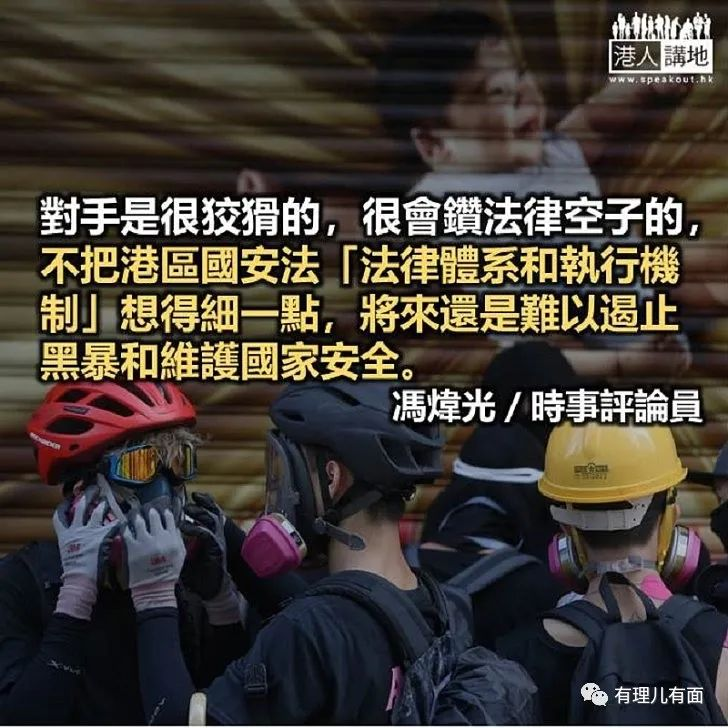 港人講地
www.speakout.hk
對手是很狡猾的，很會鑽法律空子的，
不把港區國安法「法律體系和執行機
制」想得細一點，將來還是難以遏止
黑暴和維護國家安全。
馮煒光 / 時事評論員
3M
有理儿有面